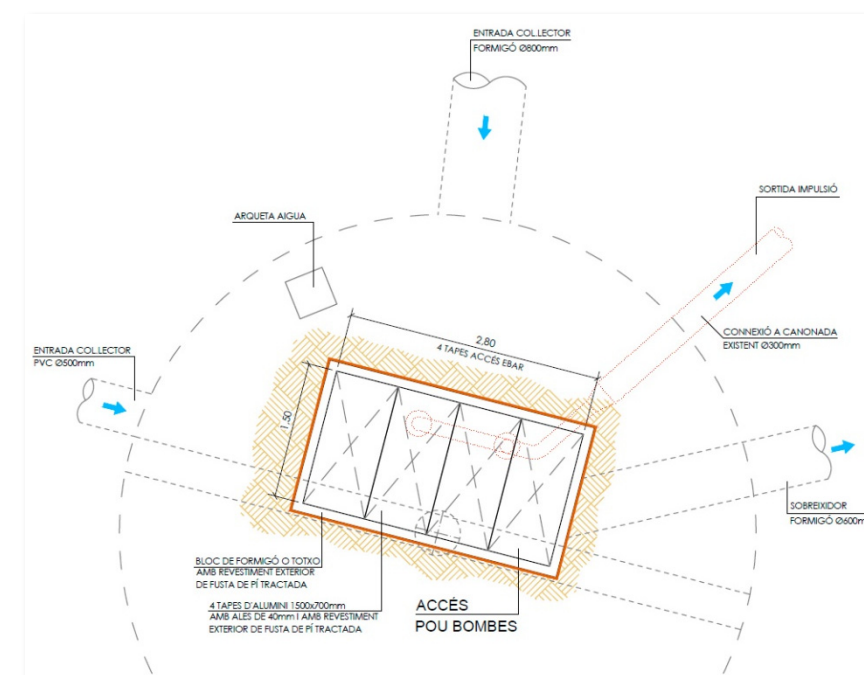 ENTRADA COL.LECTOR
FORMIGÓ Ø800mm
SORTIDA IMPULSIÓ
ARQUETA AIGUA
2,80
4 TAPES ACCÉS EBAR
CONNEXIÓ A CANONADA
EXISTENT Ø300mm
ENTRADA COL.LECTOR
PVC Ø500mm
1,50
SOBREIXIDOR
FORMIGÓ Ø600m
BLOC DE FORMIGÓ O TOTXO
AMB REVESTIMENT EXTERIOR
DE FUSTA DE PÍ TRACTADA
4 TAPES D'ALUMINI 1500x700mm
AMB ALES DE 40mm I AMB REVESTIMENT
EXTERIOR DE FUSTA DE PÍ TRACTADA
ACCÉS
POU BOMBES